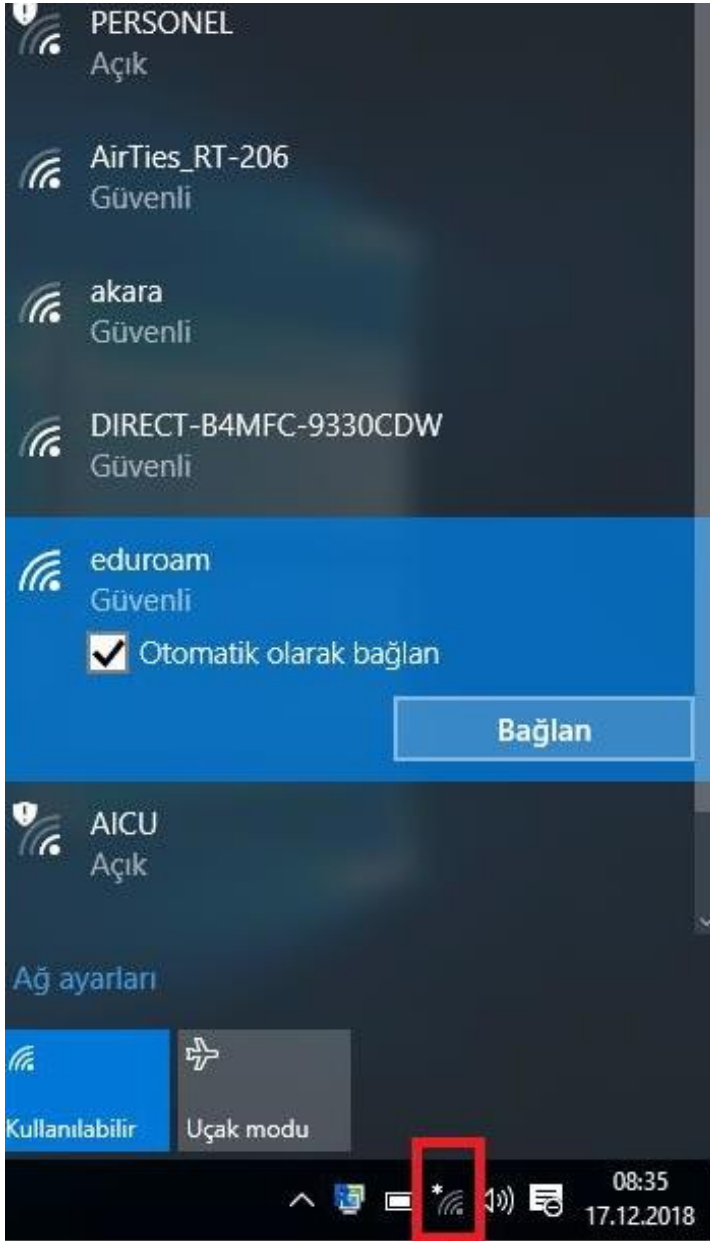 PERSONEL
Açık
AirTies_RT-206
Güvenli
akara
Güvenli
DIRECT-B4MFC-9330CDW
Güvenli
eduroam
Güvenli
Otomatik olarak bağlan
Bağlan
AICU
Açık
Ağ ayarları
Kullanılabilir
Uçak modu
08:35
17.12.2018